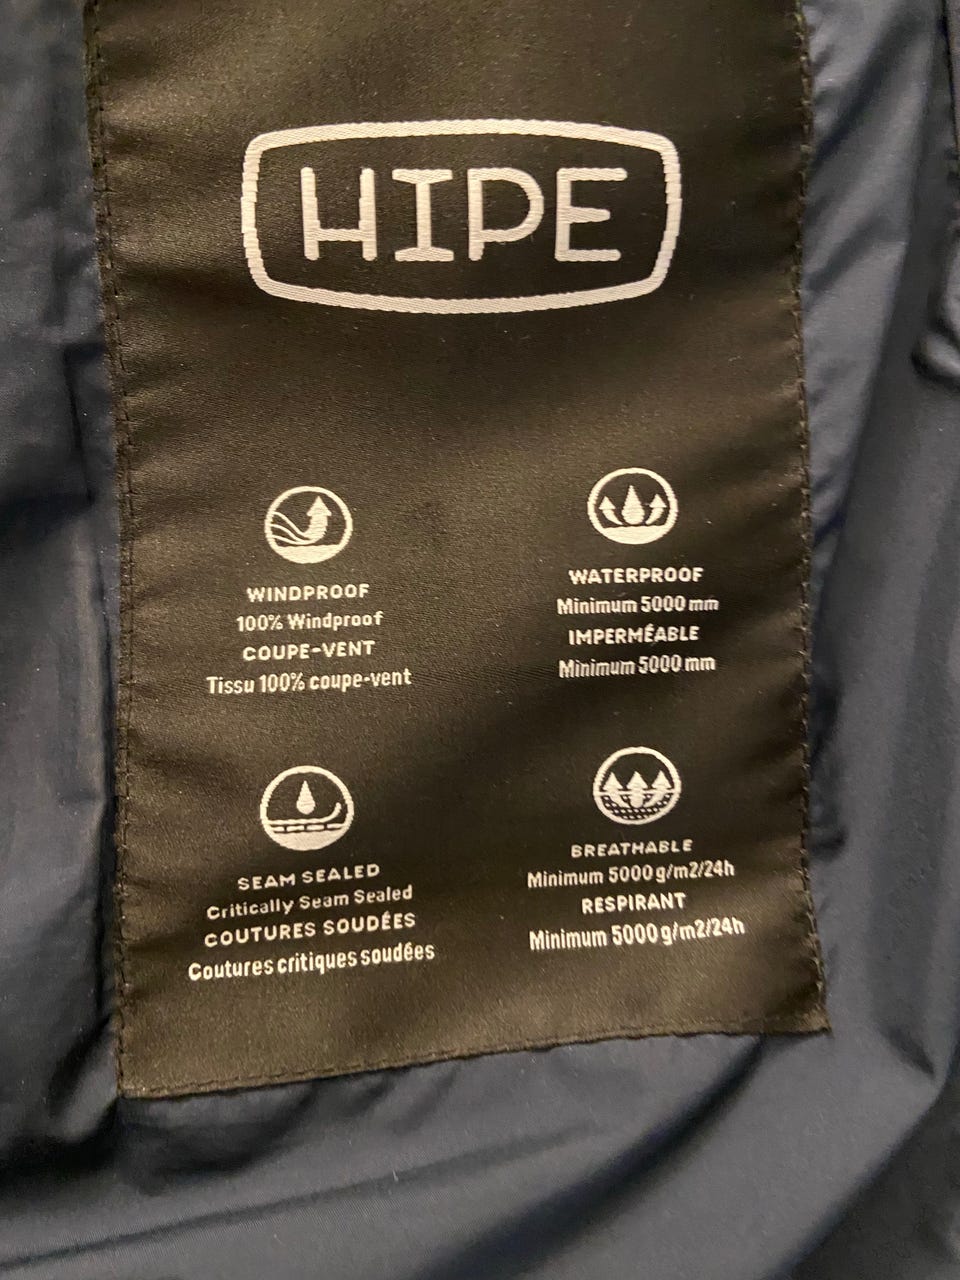 HIPE
WINDPROOF
100% Windproof
COUPE-VENT
Tissu 100% coupe-vent
WATERPROOF
Minimum 5000 mm
IMPERMÉABLE
Minimum 5000 mm
SEAM SEALED
Critically Seam Sealed
COUTURES SOUDÉES
Coutures critiques soudées
BREATHABLE
Minimum 5000 g/m2/24h
RESPIRANT
Minimum 5000 g/m2/24h